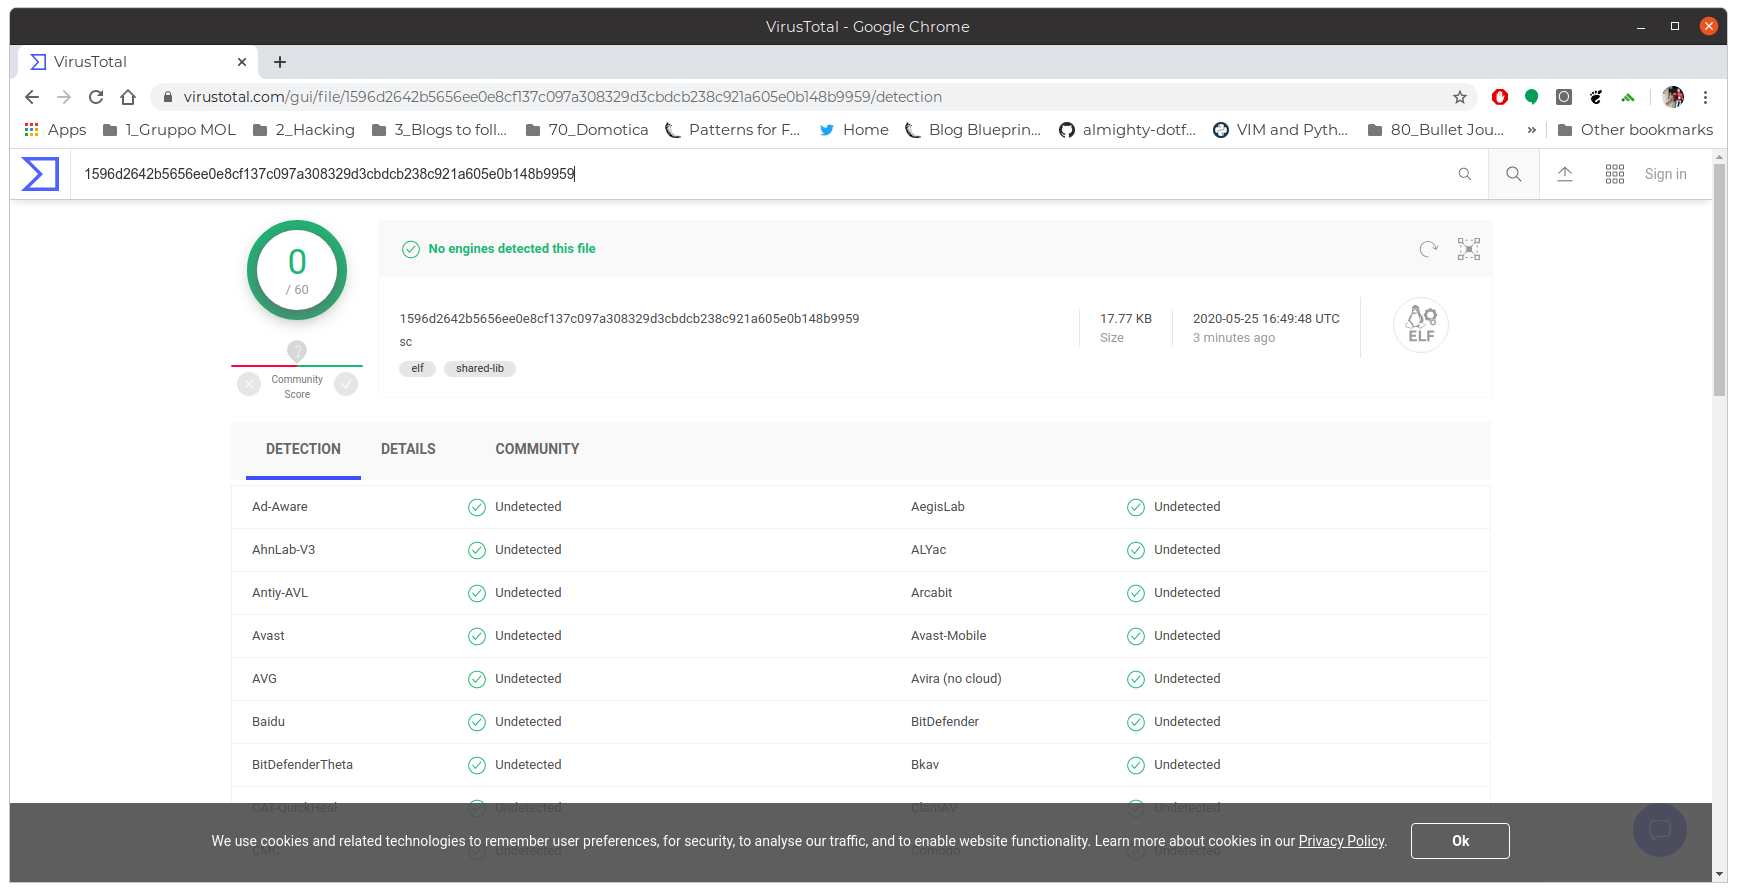 VirusTotal - Google Chrome
VirusTotal
virustotal.com/gui/file/1596d2642b5656ee0e8cf137c097a308329d3cbdcb238c921a605e0b148b9959/detection
Apps 1_Gruppo MOL 2_Hacking 3_Blogs to foll... 70_Domotica Patterns for F... Home Blog Blueprin... almighty-dotf... VIM and Pyth... 80_Bullet Jou... » Other bookmarks
1596d2642b5656ee0e8cf137c097a308329d3cbdcb238c921a605e0b148b9959 Sign in
0
/ 60
?
Community
Score
No engines detected this file
1596d2642b5656ee0e8cf137c097a308329d3cbdcb238c921a605e0b148b9959
sc
elf shared-lib
17.77 KB
Size
2020-05-25 16:49:48 UTC
3 minutes ago
ELF
DETECTION DETAILS COMMUNITY
Ad-Aware Undetected AegisLab Undetected
AhnLab-V3 Undetected ALYac Undetected
Antiy-AVL Undetected Arcabit Undetected
Avast Undetected Avast-Mobile Undetected
AVG Undetected Avira (no cloud) Undetected
Baidu Undetected BitDefender Undetected
BitDefenderTheta Undetected Bkav Undetected
CAT-QuickHeal Undetected ClamAV Undetected
CMC Undetected Comodo Undetected
We use cookies and related technologies to remember user preferences, for security, to analyse our traffic, and to enable website functionality. Learn more about cookies in our Privacy Policy.
Ok